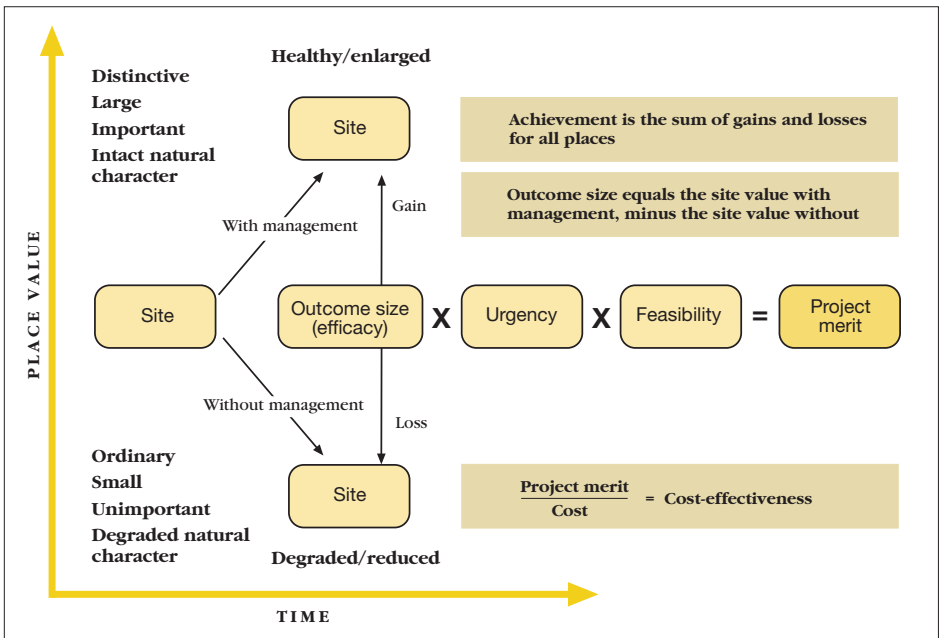 Healthy/enlarged
Distinctive
Large
Important
Intact natural
character
Site
Achievement is the sum of gains and losses
for all places
Outcome size equals the site value with
management, minus the site value without
Gain
With management
PLACE VALUE
Site
Outcome size
(efficacy)
X
Urgency
X
Feasibility
=
Project
merit
Without management
Loss
Ordinary
Small
Unimportant
Degraded natural
character
Site
Degraded/reduced
Project merit
Cost
= Cost-effectiveness
TIME